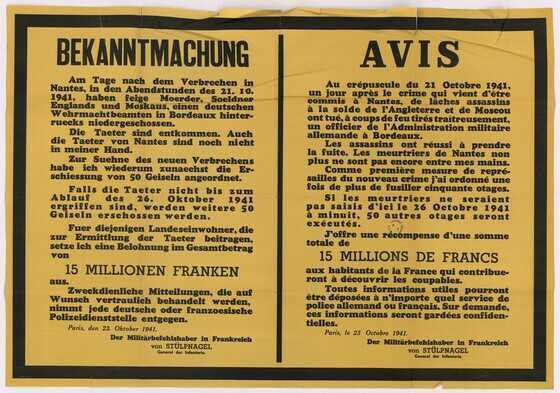 BEKANNTMACHUNG
Am Tage nach dem Verbrechen in
Nantes, in den Abendstunden des 21. 10.
1941, haben feige Moerder, Soeldner
Englands und Moskaus, einen deutschen
Wehrmachtbeamten in Bordeaux hinter-
ruecks niedergeschossen.
Die Taeter sind entkommen. Auch
die Taeter von Nantes sind noch nicht
in meiner Hand.
Zur Suehne des neuen Verbrechens
habe ich wiederum zunaechst die Er-
schiessung von 50 Geiseln angeordnet.
Falls die Taeter nicht bis zum
Ablauf des 26. Oktober 1941
ergriffen sind, werden weitere 50
Geiseln erschossen werden.
Fuer diejenigen Landeseinwohner, die
zur Ermittlung der Taeter beitragen,
setze ich eine Belohnung im Gesamtbetrag
von
15 MILLIONEN FRANKEN
aus.
Zweckdienliche Mitteilungen, die auf
Wunsch vertraulich behandelt werden,
nimmt jede deutsche oder franzoesische
Polizeidienststelle entgegen.
Paris, den 23. Oktober 1941.
Der Militärbefehlshaber in Frankreich
von STÜLPNAGEL
General der Infanterie.
AVIS
Au crépuscule du 21 Octobre 1941,
un jour après le crime qui vient d'être
commis à Nantes, de lâches assassins
à la solde de l'Angleterre et de Moscou
ont tué, à coups de feu tirés traitreusement,
un officier de l'Administration militaire
allemande à Bordeaux.
Les assassins ont réussi à prendre
la fuite. Les meurtriers de Nantes non
plus ne sont pas encore entre mes mains.
Comme première mesure de repré-
sailles du nouveau crime j'ai ordonné une
fois de plus de fusiller cinquante otages.
Si les meurtriers ne seraient
pas saisis d'ici le 26 Octobre 1941
à minuit, 50 autres otages seront
exécutés.
J'offre une récompense d'une somme
totale de
15 MILLIONS DE FRANCS
aux habitants de la France qui contribue-
ront à découvrir les coupables.
Toutes informations utiles pourront
être déposées à n'importe quel service de
police allemand ou français. Sur demande,
ces informations seront gardées confiden-
tielles.
Paris, le 23 Octobre 1941.
Der Militärbefehlshaber in Frankreich
von STÜLPNAGEL
General der Infanterie.